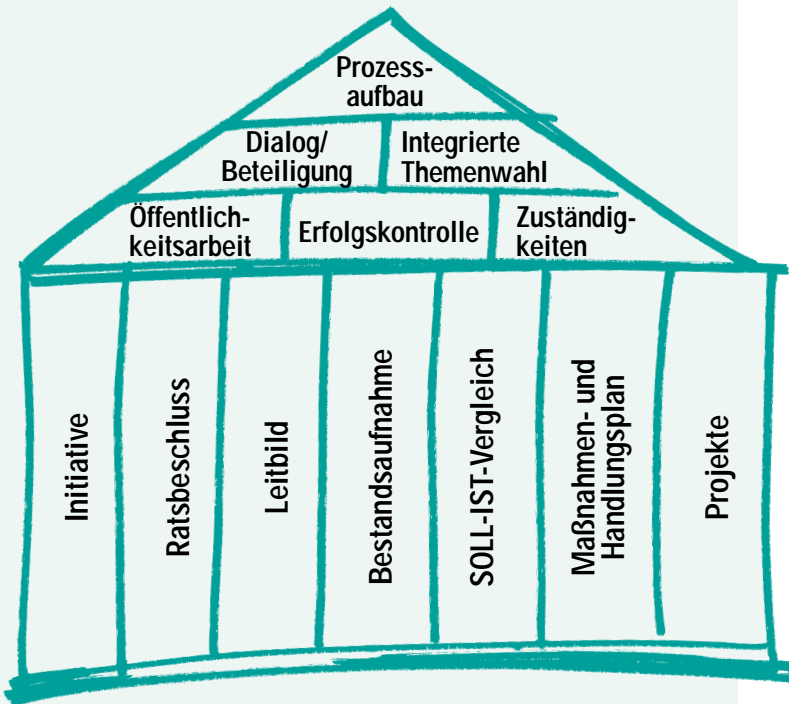 Prozess-
aufbau
Dialog/
Beteiligung
Integrierte
Themenwahl
Öffentlich-
keitsarbeit
Erfolgskontrolle
Zuständig-
keiten
Initiative
Ratsbeschluss
Leitbild
Bestandsaufnahme
SOLL-IST-Vergleich
Maßnahmen- und
Handlungsplan
Projekte